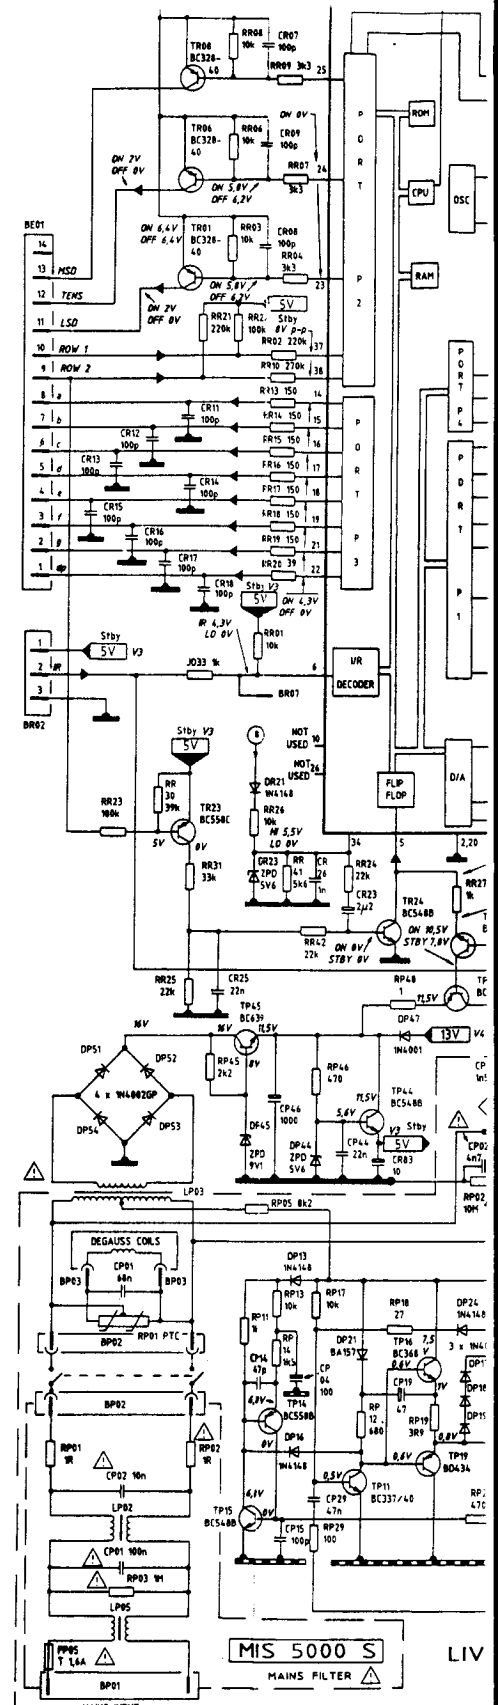 RR08
10k
CR07
100p
TR08
BC328-
40
RR09 3k3
25
ON 0V
TR06
BC328-
40
RR06
10k
CR09
100p
RR07
3k3
24
ON 2V
OFF 0V
ON 5,8V
OFF 6,2V
PORT
P2
ROM
CPU
OSC
RAM
ON 6,4V
OFF 6,4V
TR01
BC328-
40
RR03
10k
CR08
100p
RR04
3k3
23
ON 5,8V
OFF 6,2V
BE01
14
13 MSD
12 TENS
11 LSD
10 ROW 1
9 ROW 2
8 a
7 b
6 c
5 d
4 e
3 f
2 g
1 dp
ON 2V
OFF 0V
5V
Stby
8V p-p
RR21
220k
100k
RR02 220k
37
RR10 270k
38
RR13 150
14
RR14 150
15
RR15 150
16
RR16 150
17
RR17 150
18
RR18 150
19
RR19 150
21
RR20 39
22
CR11
100p
CR12
100p
CR13
100p
CR14
100p
CR15
100p
CR16
100p
CR17
100p
CR18
100p
PORT
P3
PORT P4
PORT P1
Stby V3
5V
ON 4,3V
OFF 0V
IR 4,3V
LO 0V
RR01
10k
Stby
5V V3
1
2 IR
3
BR02
J033 1k
BR07
6
I/R
DECODER
NOT 10
USED
NOT 26
USED
FLIP
FLOP
D/A
34
5
2,20
Stby V3
5V
8
DR21
1N4148
RR26
10k
HI 5,5V
LO 0V
RR
30
39k
TR23
BC558C
RR23
100k
5V
0V
RR31
33k
DR23
ZPD
5V6
RR
41
5k6
CR
26
1n
RR24
22k
CR23
2µ2
TR24
BC548B
RR27
1k
ON 10,5V
STBY 7,8V
RR42
22k
ON 0V
STBY 0V
RR25
22k
CR25
22n
RP48
1
11,5V
DP47
1N4001
13V V4
16V
16V
TP45
BC639
11,5V
8V
DP51
DP52
4 x 1N4002GP
DP54
DP53
RP45
2k2
CP46
1000
RP46
470
TP44
BC548B
11,5V
5,6V
DP45
ZPD
9V1
DP44
ZPD
5V6
CP44
22n
V3 Stby
5V
CR83
10
CP02
4n7
RP02
10M
LP03
RP05 8k2
DEGAUSS COILS
CP01
68n
BP03
BP03
RP01 PTC
BP02
BP02
DP13
1N4148
RP11
1k
RP13
10k
RP17
10k
RP18
27
DP24
1N4148
RP
14
1k5
DP21
BA157
TP16
BC368
7,5
V
0,6V
CP14
47p
CP
04
100
CP19
47
1V
RP19
3R9
6,8V
TP14
BC558B
0V
DP16
1N4148
RP
12
680
0,8V
0,6V
TP19
BD434
RP01
1R
RP02
1R
CP02 10n
LP02
CP01 100n
RP03 1M
LP05
0,5V
TP11
BC337/40
CP29
47n
6,1V
TP15
BC548B
0V
CP15
100p
RP29
100
T 1,6A
BP01
MIS 5000 S
MAINS FILTER
LIV